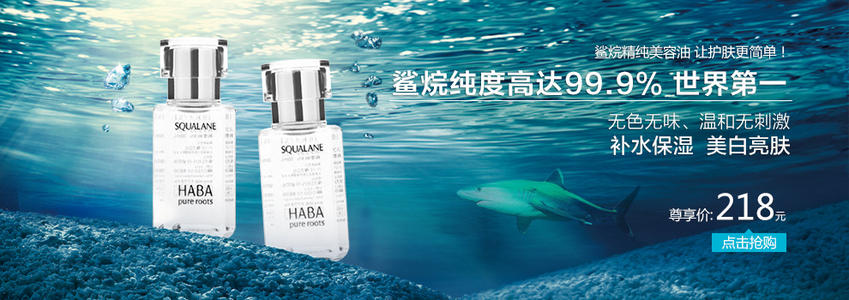 SQUALANE
HABA
pure roots
SQUALANE
HABA
pure roots
鲨烷精纯美容油 让护肤更简单！
鲨烷纯度高达99.9% 世界第一
无色无味、温和无刺激
补水保湿 美白亮肤
尊享价:218元
点击抢购